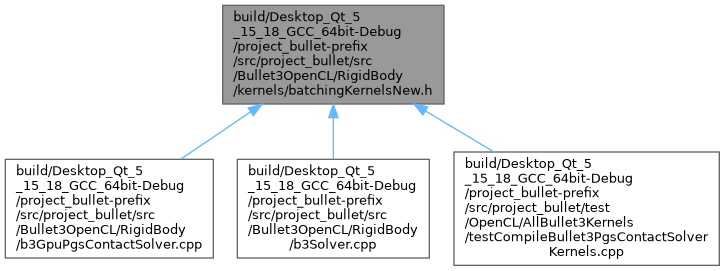 build/Desktop_Qt_5
_15_18_GCC_64bit-Debug
/project_bullet-prefix
/src/project_bullet/src
/Bullet3OpenCL/RigidBody
/kernels/batchingKernelsNew.h
build/Desktop_Qt_5
_15_18_GCC_64bit-Debug
/project_bullet-prefix
/src/project_bullet/src
/Bullet3OpenCL/RigidBody
/b3GpuPgsContactSolver.cpp
build/Desktop_Qt_5
_15_18_GCC_64bit-Debug
/project_bullet-prefix
/src/project_bullet/src
/Bullet3OpenCL/RigidBody
/b3Solver.cpp
build/Desktop_Qt_5
_15_18_GCC_64bit-Debug
/project_bullet-prefix
/src/project_bullet/test
/OpenCL/AllBullet3Kernels
/testCompileBullet3PgsContactSolver
Kernels.cpp